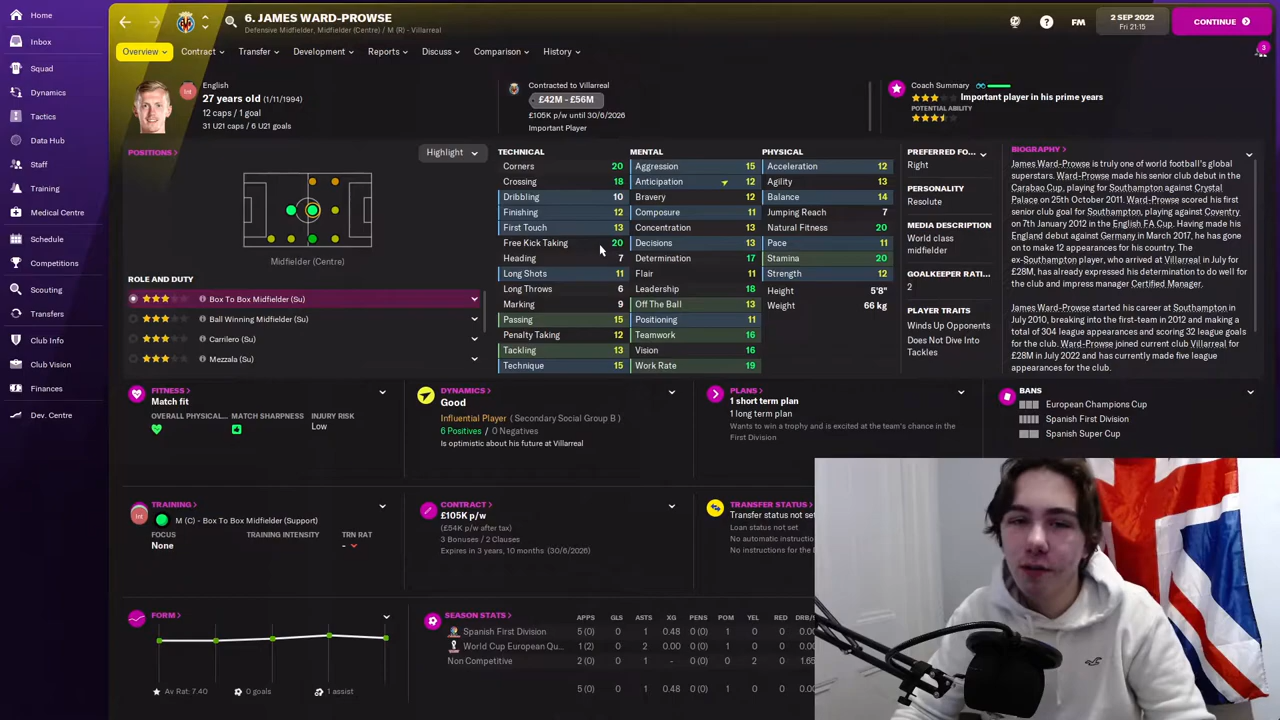 6. JAMES WARD-PROWSE
Defensive Midfielder, Midfielder (Centre) / M (R) - Villarreal
FM
2 SEP 2022
Fri 21:15
CONTINUE
Home
Inbox
Squad
Dynamics
Tactics
Data Hub
Staff
Training
Medical Centre
Schedule
Competitions
Scouting
Transfers
Club Info
Club Vision
Finances
Dev. Centre
Overview
Contract
Transfer
Development
Reports
Discuss
Comparison
History
3
Int
English
27 years old (1/11/1994)
12 caps / 1 goal
31 U21 caps / 6 U21 goals
Contracted to Villarreal
£42M - £56M
£105K p/w until 30/6/2026
Important Player
Coach Summary
Important player in his prime years
POTENTIAL ABILITY
POSITIONS
Highlight
Midfielder (Centre)
ROLE AND DUTY
Box To Box Midfielder (Su)
Ball Winning Midfielder (Su)
Carrilero (Su)
Mezzala (Su)
TECHNICAL
Corners 20
Crossing 18
Dribbling 10
Finishing 12
First Touch 13
Free Kick Taking 20
Heading 7
Long Shots 11
Long Throws 6
Marking 9
Passing 15
Penalty Taking 12
Tackling 13
Technique 15
MENTAL
Aggression 15
Anticipation 12
Bravery 12
Composure 11
Concentration 13
Decisions 13
Determination 17
Flair 11
Leadership 18
Off The Ball 13
Positioning 11
Teamwork 16
Vision 16
Work Rate 19
PHYSICAL
Acceleration 12
Agility 13
Balance 14
Jumping Reach 7
Natural Fitness 20
Pace 11
Stamina 20
Strength 12
Height 5'8"
Weight 66 kg
PREFERRED FO...
Right
PERSONALITY
Resolute
MEDIA DESCRIPTION
World class
midfielder
GOALKEEPER RATI...
2
PLAYER TRAITS
Winds Up Opponents
Does Not Dive Into
Tackles
BIOGRAPHY
James Ward-Prowse is truly one of world football's global
superstars. Ward-Prowse made his senior club debut in the
Carabao Cup, playing for Southampton against Crystal
Palace on 25th October 2011. Ward-Prowse scored his first
senior club goal for Southampton, playing against Coventry
on 7th January 2012 in the English FA Cup. Having made his
England debut against Germany in March 2017, he has gone
on to make 12 appearances for his country. The
ex-Southampton player, who arrived at Villarreal in July for
£28M, has already expressed his determination to do well for
the club and impress manager Certified Manager.
James Ward-Prowse started his career at Southampton in
July 2010, breaking into the first-team in 2012 and making a
total of 304 league appearances and scoring 32 league goals
for the club. Ward-Prowse joined current club Villarreal for
£28M in July 2022 and has currently made five league
appearances for the club.
FITNESS
Match fit
OVERALL PHYSICAL... MATCH SHARPNESS INJURY RISK
Low
DYNAMICS
Good
Influential Player ( Secondary Social Group B )
6 Positives / 0 Negatives
Is optimistic about his future at Villarreal
PLANS
1 short term plan
1 long term plan
Wants to win a trophy and is excited at the team's chance in the
First Division
BANS
European Champions Cup
Spanish First Division
Spanish Super Cup
TRAINING
Int
M (C) - Box To Box Midfielder (Support)
FOCUS TRAINING INTENSITY TRN RAT
None -
CONTRACT
£105K p/w
(£54K p/w after tax)
3 Bonuses / 2 Clauses
Expires in 3 years, 10 months (30/6/2026)
TRANSFER STATUS
Transfer status not set
Loan status not set
No automatic instructio
No instructions for the
FORM
Av Rat: 7.40 0 goals 1 assist
SEASON STATS
APPS GLS ASTS XG PENS POM YEL RED DRB/
Spanish First Division 5 (0) 0 1 0.48 0 (0) 1 0 0 0.00
World Cup European Qu... 1 (2) 0 2 0.00 0 (0) 0 0 0 0.00
Non Competitive 2 (0) 0 1 - 0 (0) 0 2 0 1.65
5 (0) 0 1 0.48 0 (0) 1 0 0 0.00